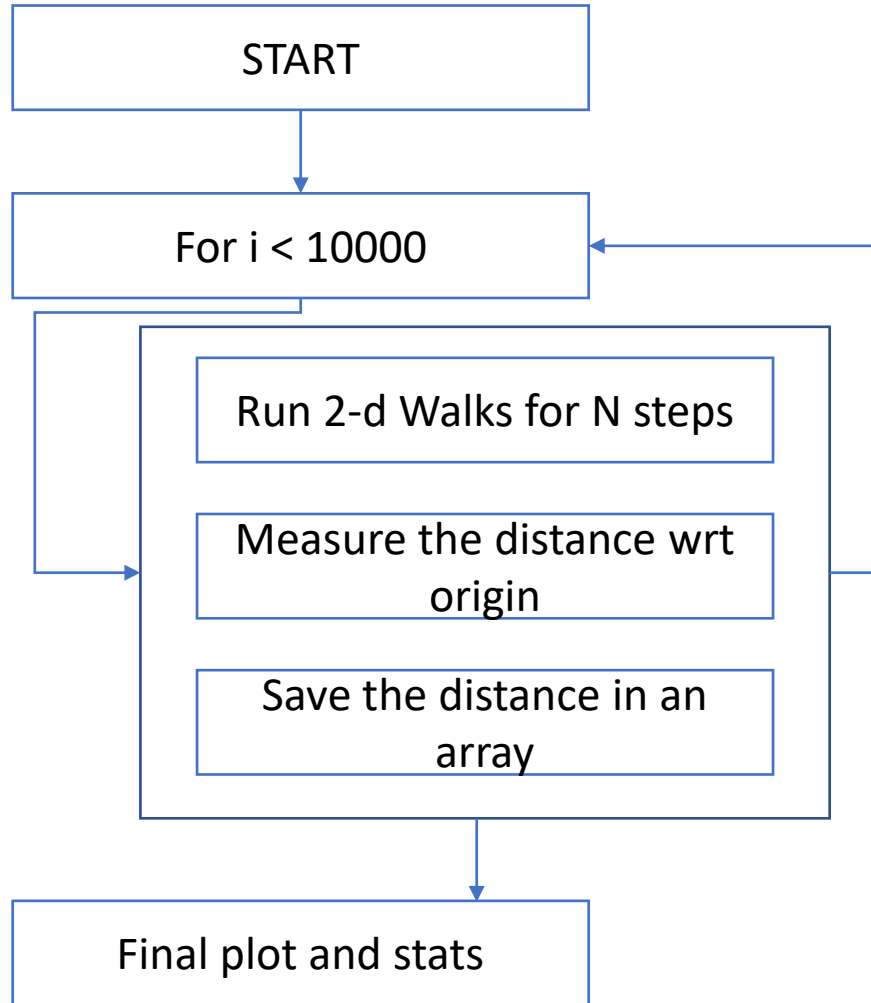 START
For i < 10000
Run 2-d Walks for N steps
Measure the distance wrt
origin
Save the distance in an
array
Final plot and stats